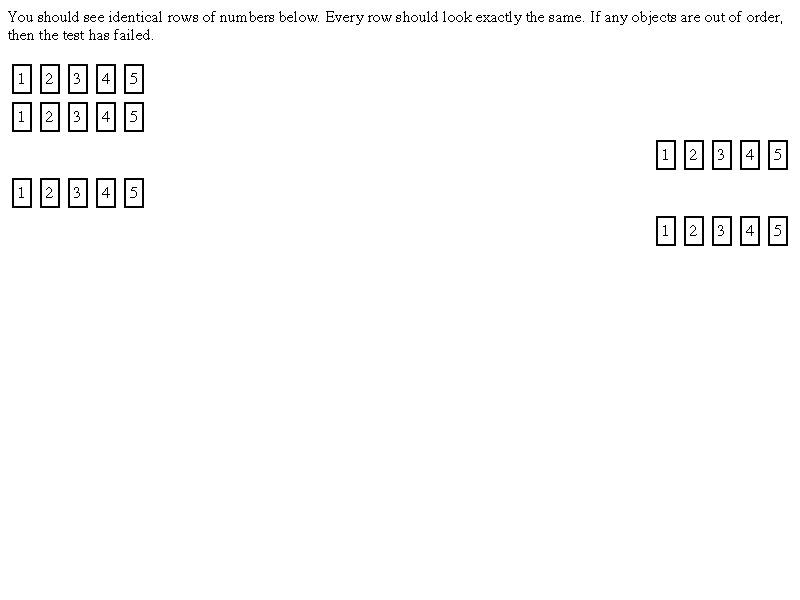 You should see identical rows of numbers below. Every row should look exactly the same. If any objects are out of order,
then the test has failed.
1 2 3 4 5
1 2 3 4 5
1 2 3 4 5
1 2 3 4 5
1 2 3 4 5